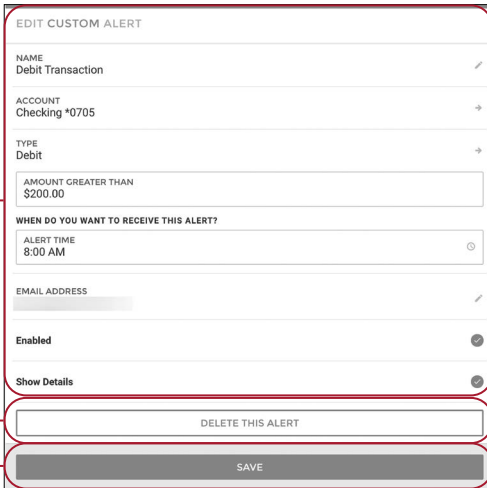 EDIT CUSTOM ALERT
NAME
Debit Transaction
ACCOUNT
Checking *0705
TYPE
Debit
AMOUNT GREATER THAN
$200.00
WHEN DO YOU WANT TO RECEIVE THIS ALERT?
ALERT TIME
8:00 AM
EMAIL ADDRESS
Enabled
Show Details
DELETE THIS ALERT
SAVE